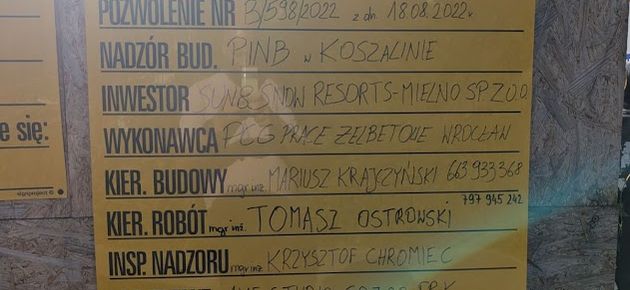 POZWOLENIE NR B/598/2022 z dn. 18.08.2022r.
NADZÓR BUD. PINB w KOSZALINIE
INWESTOR SUN&SNOW RESORTS-MIELNO SP. Z O.O.
e się:
WYKONAWCA PCG PRACE ŻELBETOWE WROCŁAW
KIER. BUDOWY mgr inż. MARIUSZ KRAJCZYŃSKI 663 933 368
KIER. ROBÓT mgr inż. TOMASZ OSTROWSKI 797 945 242
INSP. NADZORU mgr inż. KRZYSZTOF CHROMIEC